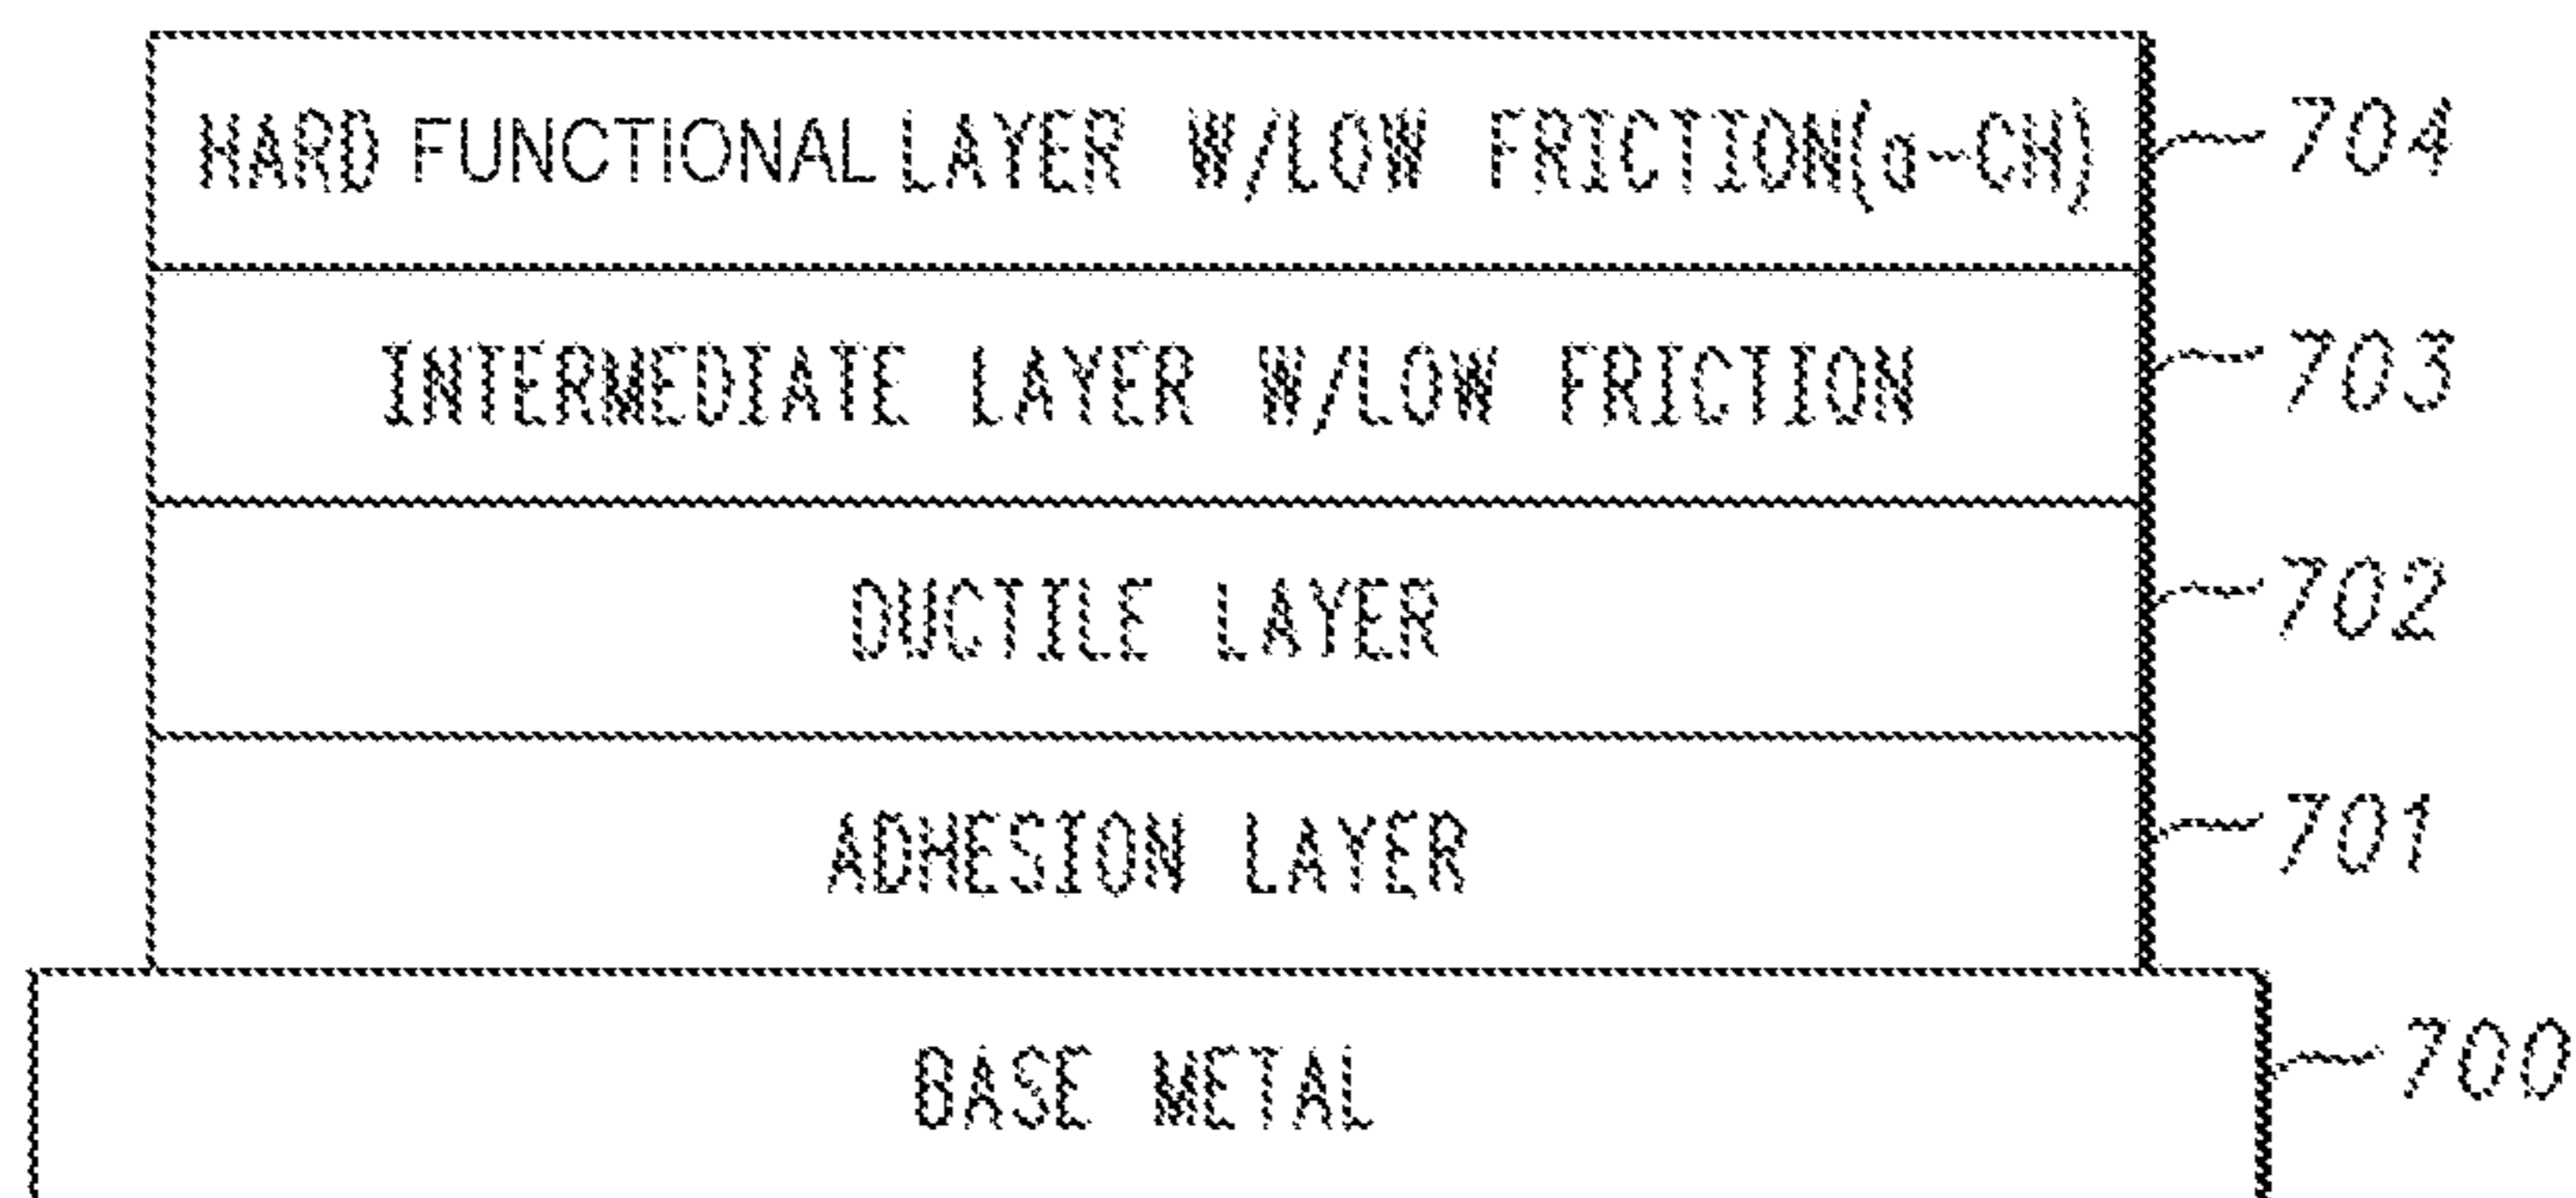 HARD FUNCTIONAL LAYER W/LOW FRICTION(a-CH) 704
INTERMEDIATE LAYER W/LOW FRICTION 703
DUCTILE LAYER 702
ADHESION LAYER 701
BASE METAL 700